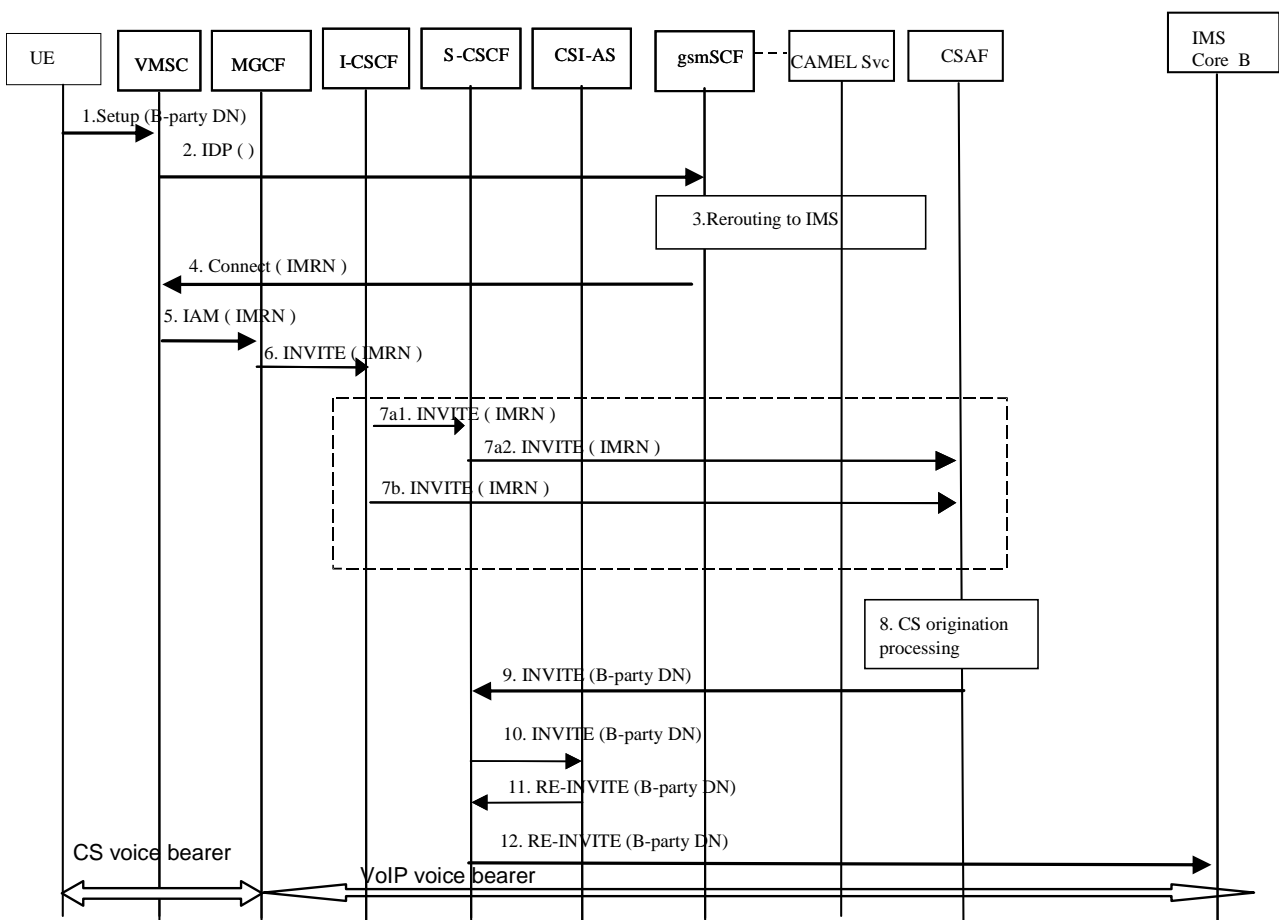 UE
VMSC
MGCF
I-CSCF
S-CSCF
CSI-AS
gsmSCF
CAMEL Svc
CSAF
IMS
Core B
1.Setup (B-party DN)
2. IDP ( )
3.Rerouting to IMS
4. Connect ( IMRN )
5. IAM ( IMRN )
6. INVITE ( IMRN )
7a1. INVITE ( IMRN )
7a2. INVITE ( IMRN )
7b. INVITE ( IMRN )
8. CS origination
processing
9. INVITE (B-party DN)
10. INVITE (B-party DN)
11. RE-INVITE (B-party DN)
12. RE-INVITE (B-party DN)
CS voice bearer
VoIP voice bearer